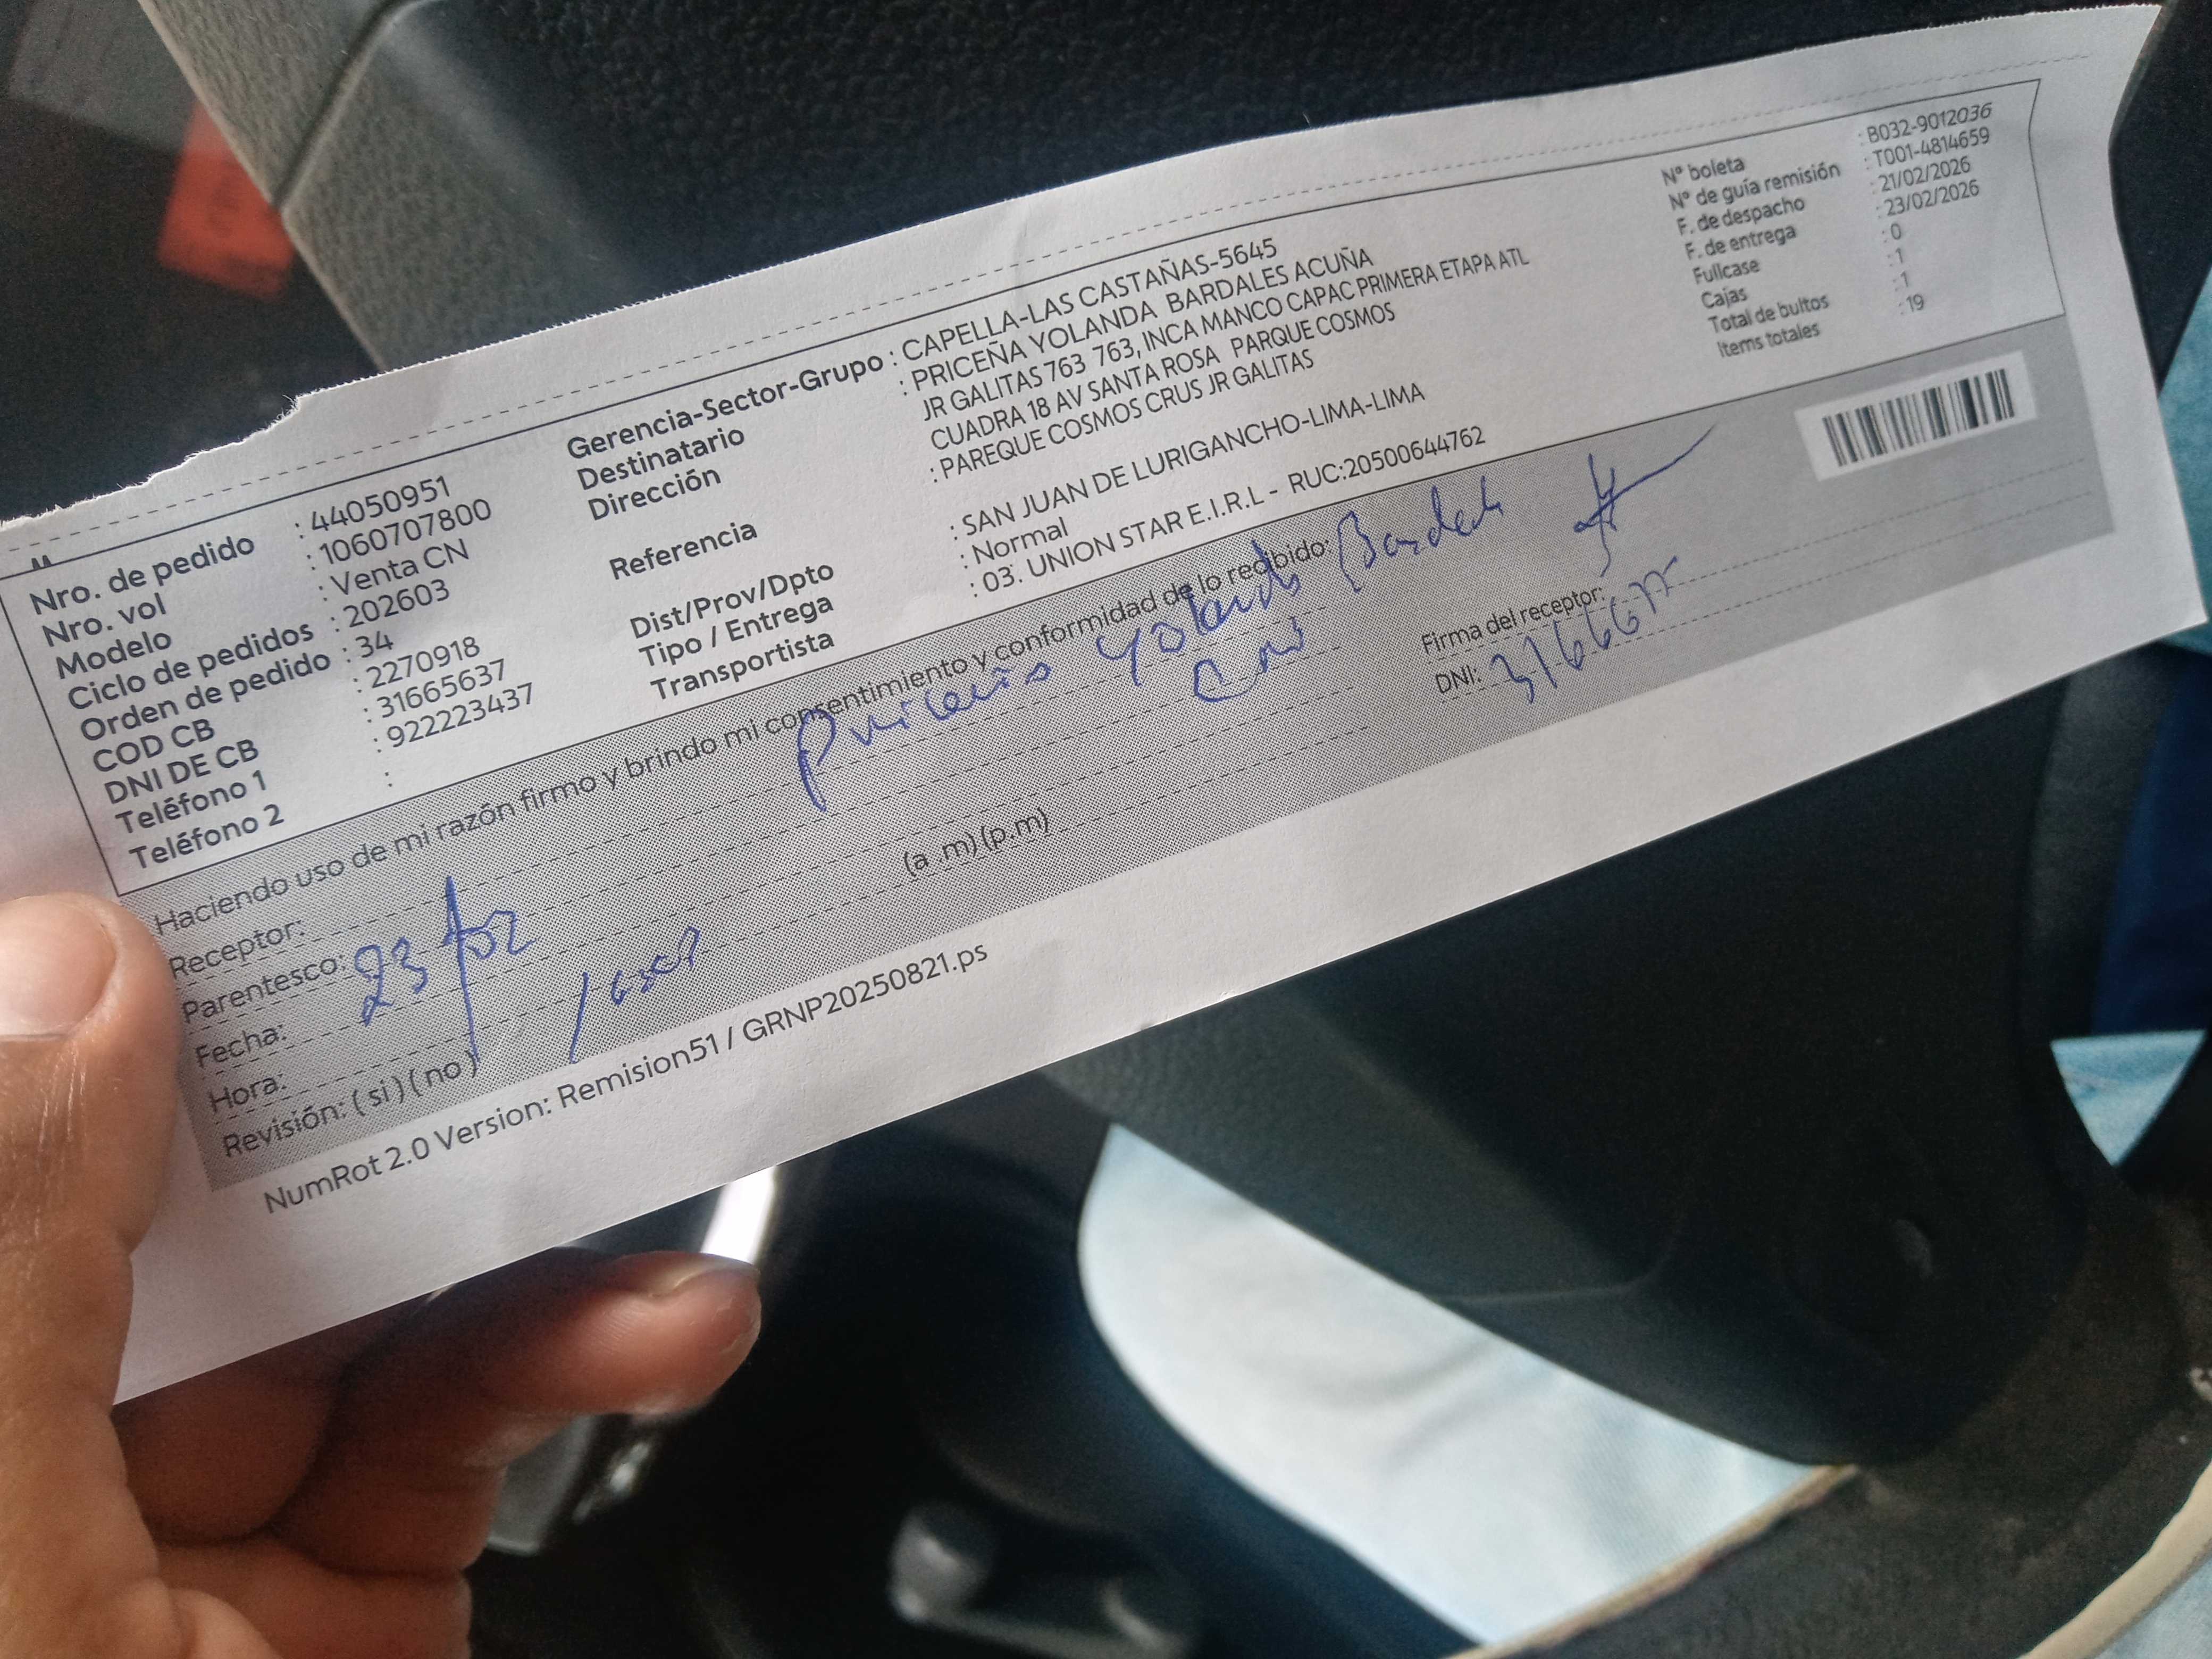 Nro. de pedido : 44050951
Nro. vol : 1060707800
Modelo : Venta CN
Ciclo de pedidos : 202603
Orden de pedido : 34
COD CB : 2270918
DNI DE CB : 31665637
Teléfono 1 : 922223437
Teléfono 2 :
Gerencia-Sector-Grupo : CAPELLA-LAS CASTAÑAS-5645
Destinatario : PRICEÑA YOLANDA BARDALES ACUÑA
Dirección JR GALITAS 763 763, INCA MANCO CAPAC PRIMERA ETAPA ATL
CUADRA 18 AV SANTA ROSA PARQUE COSMOS
Referencia : PAREQUE COSMOS CRUS JR GALITAS
Dist/Prov/Dpto : SAN JUAN DE LURIGANCHO-LIMA-LIMA
Tipo / Entrega : Normal
Transportista : 03. UNION STAR E.I.R.L - RUC:20500644762
Nº boleta : B032-9012036
Nº de guía remisión : T001-4814659
F. de despacho : 21/02/2026
F. de entrega : 23/02/2026
Fullcase : 0
Cajas : 1
Total de bultos : 1
Items totales : 19
Haciendo uso de mi razón firmo y brindo mi consentimiento y conformidad de lo recibido:
Receptor: Yolanda
Parentesco:
Fecha: 23/02
Hora: (a .m) (p.m)
Revisión: ( si ) ( no )
Firma del receptor:
DNI:
NumRot 2.0 Version: Remision51 / GRNP20250821.ps